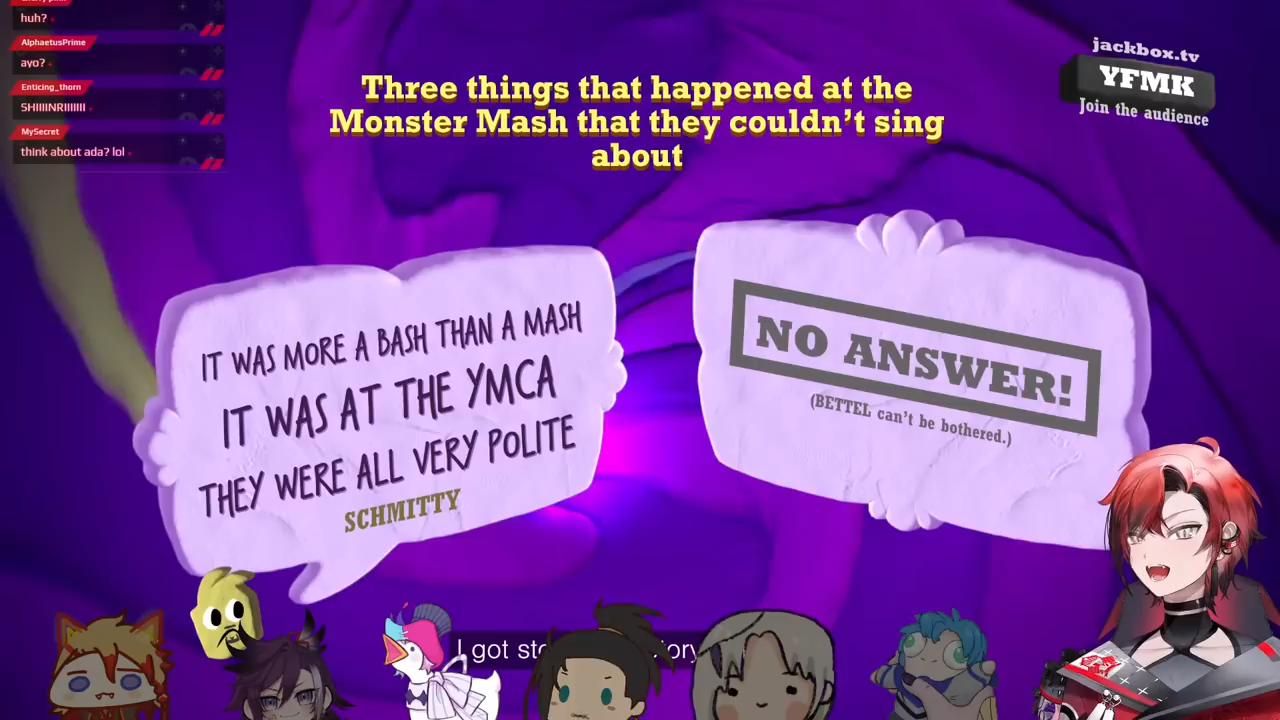 huh?
AlphaetusPrime
ayo?
Enticing_thorn
SHIIIINRIIIIIII
MySecret
think about ada? lol
Three things that happened at the
Monster Mash that they couldn't sing
about
jackbox.tv
YFMK
Join the audience
IT WAS MORE A BASH THAN A MASH
IT WAS AT THE YMCA
THEY WERE ALL VERY POLITE
SCHMITTY
NO ANSWER!
(BETTEL can't be bothered.)
I got